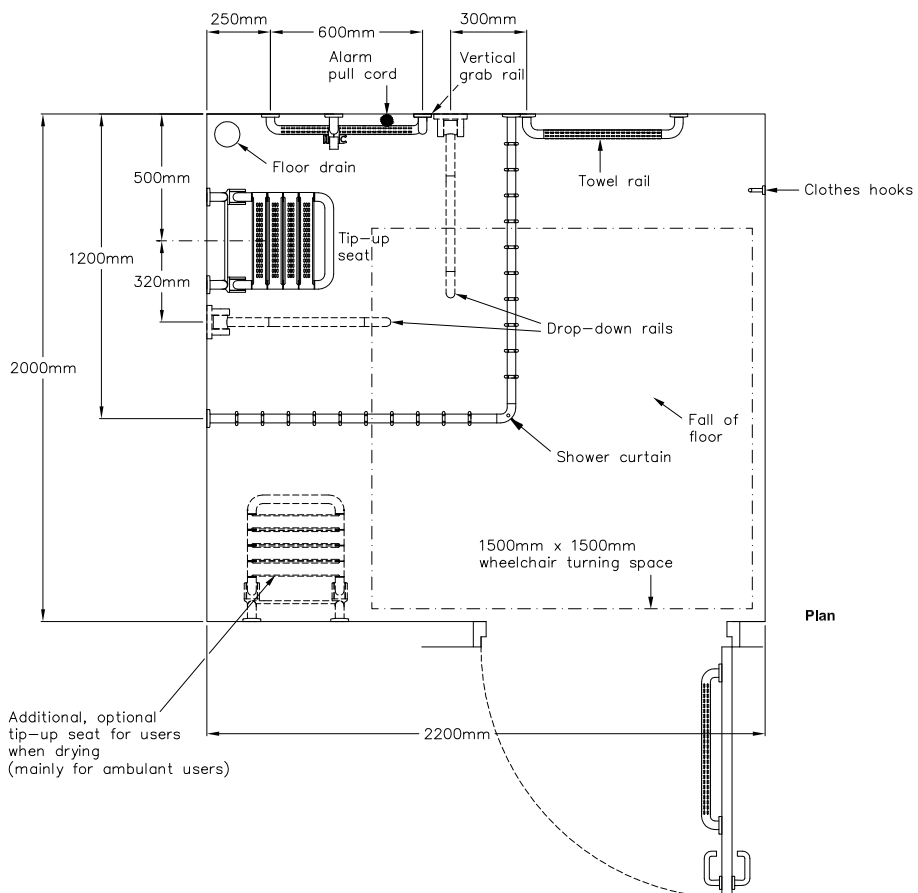 250mm
300mm
600mm
Alarm
pull cord
Vertical
grab rail
Floor drain
500mm
Towel rail
Clothes hooks
Tip-up
seat
1200mm
320mm
Drop-down rails
2000mm
Fall of
floor
Shower curtain
1500mm x 1500mm
wheelchair turning space
Plan
Additional, optional
tip-up seat for users
when drying
(mainly for ambulant users)
2200mm